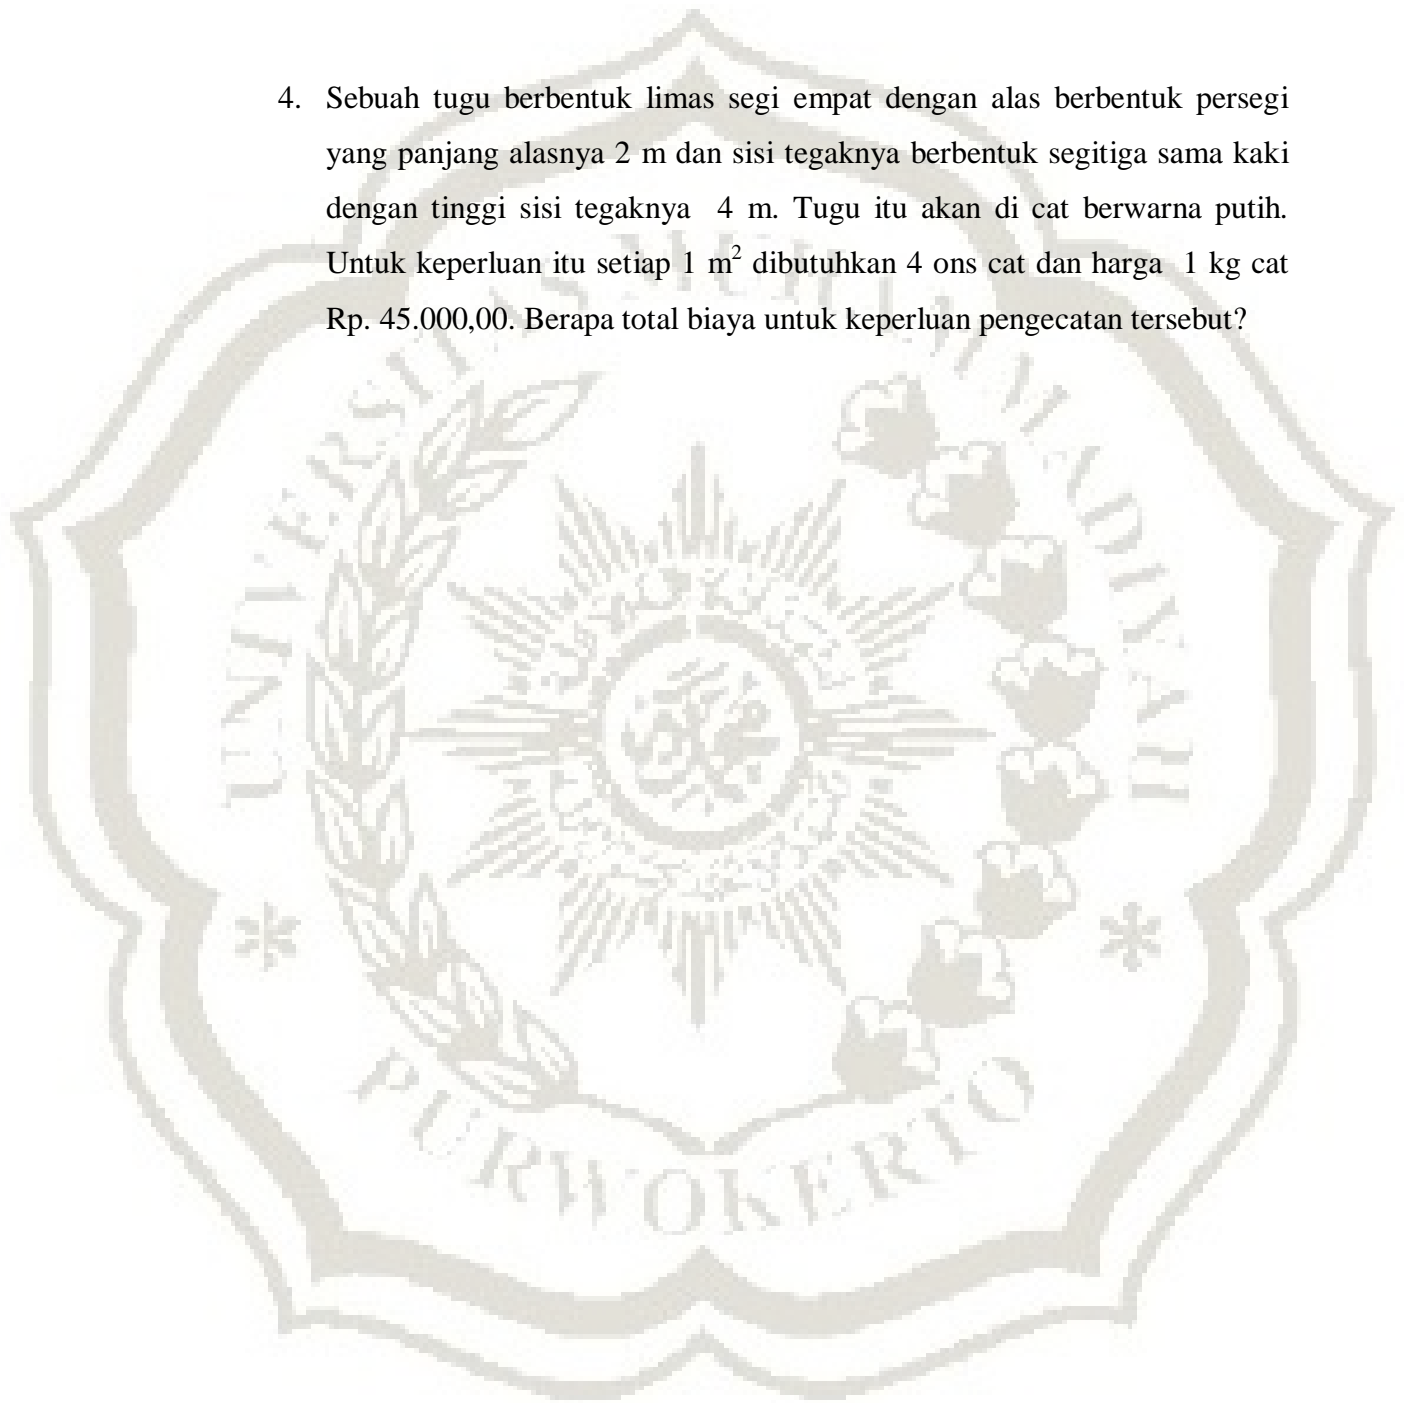 4. Sebuah tugu berbentuk limas segi empat dengan alas berbentuk persegi
yang panjang alasnya 2 m dan sisi tegaknya berbentuk segitiga sama kaki
dengan tinggi sisi tegaknya 4 m. Tugu itu akan di cat berwarna putih.
Untuk keperluan itu setiap 1 m² dibutuhkan 4 ons cat dan harga 1 kg cat
Rp. 45.000,00. Berapa total biaya untuk keperluan pengecatan tersebut?
UNIVERSITAS MUHAMMADIYAH
PURWOKERTO